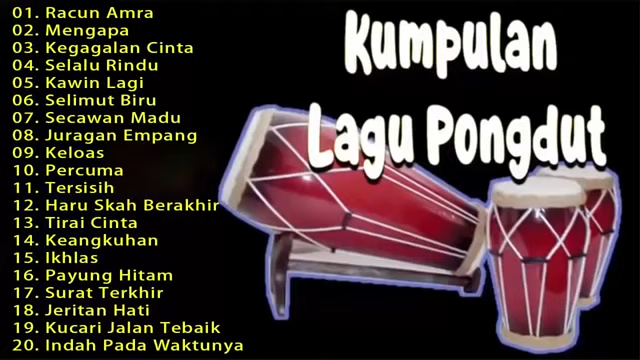 01. Racun Amra
02. Mengapa
03. Kegagalan Cinta
04. Selalu Rindu
05. Kawin Lagi
06. Selimut Biru
07. Secawan Madu
08. Juragan Empang
09. Keloas
10. Percuma
11. Tersisih
12. Haru Skah Berakhir
13. Tirai Cinta
14. Keangkuhan
15. Ikhlas
16. Payung Hitam
17. Surat Terkhir
18. Jeritan Hati
19. Kucari Jalan Tebaik
20. Indah Pada Waktunya
Kumpulan
Lagu Pongdut